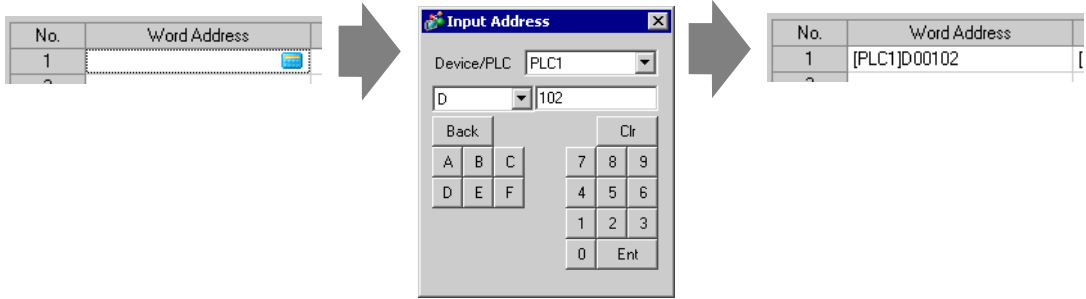 No. Word Address
1
Input Address
Device/PLC PLC1
D 102
Back Clr
A B C 7 8 9
D E F 4 5 6
1 2 3
0 Ent
No. Word Address
1 [PLC1]D00102 [